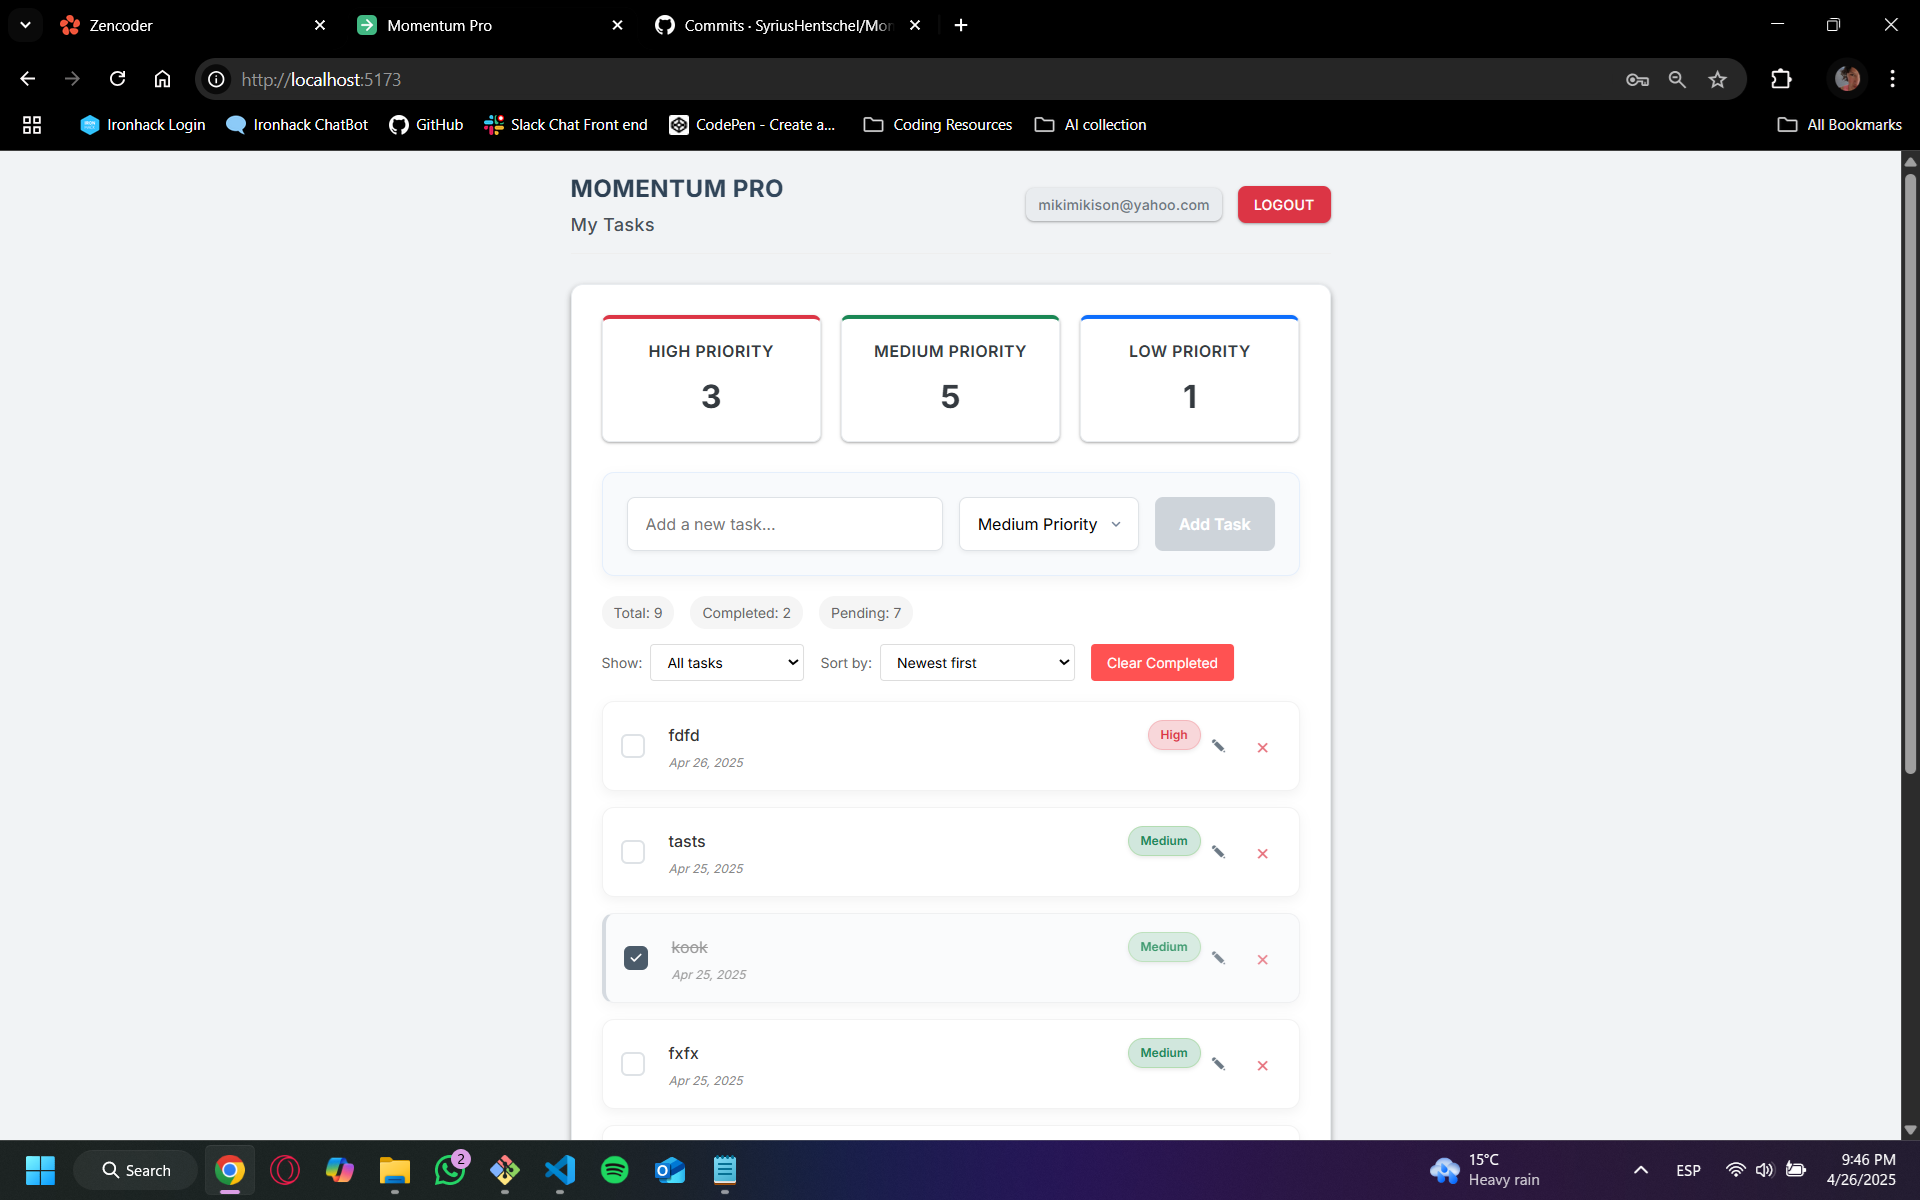 Zencoder
Momentum Pro
Commits · SyriusHentschel/Mon
http://localhost:5173
Ironhack Login
Ironhack ChatBot
GitHub
Slack Chat Front end
CodePen - Create a...
Coding Resources
AI collection
All Bookmarks
MOMENTUM PRO
My Tasks
mikimikison@yahoo.com
LOGOUT
HIGH PRIORITY
3
MEDIUM PRIORITY
5
LOW PRIORITY
1
Add a new task...
Medium Priority
Add Task
Total: 9
Completed: 2
Pending: 7
Show:
All tasks
Sort by:
Newest first
Clear Completed
fdfd
High
Apr 26, 2025
tasts
Medium
Apr 25, 2025
kook
Medium
Apr 25, 2025
fxfx
Medium
Apr 25, 2025
Search
2
15°C
Heavy rain
ESP
9:46 PM
4/26/2025